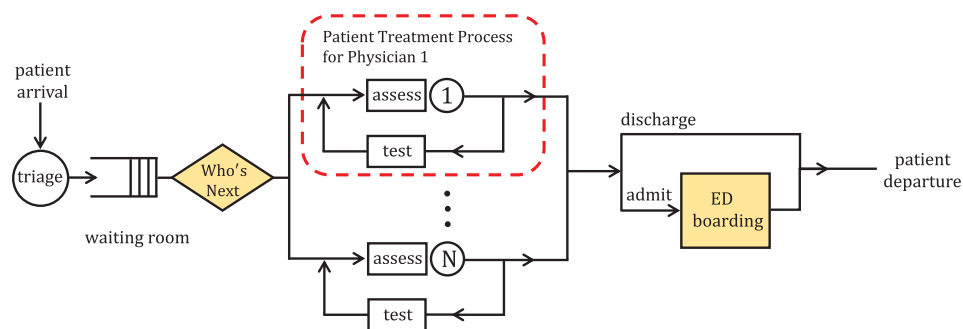 patient
arrival
triage
waiting room
Who's
Next
Patient Treatment Process
for Physician 1
assess
1
test
assess
N
test
discharge
admit
ED
boarding
patient
departure